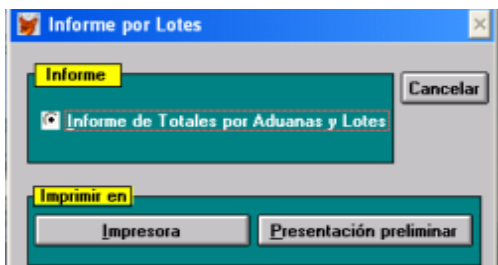 Informe por Lotes
Informe
Cancelar
Informe de Totales por Aduanas y Lotes
Imprimir en
Impresora
Presentación preliminar